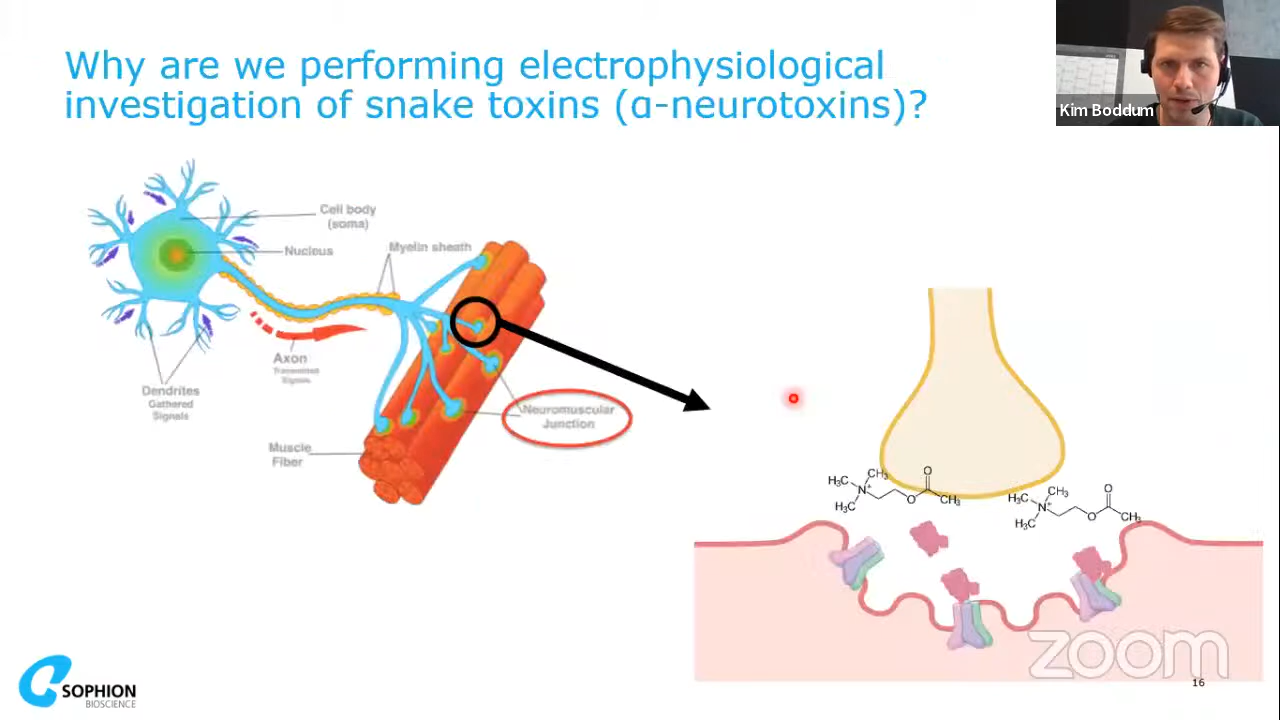 Why are we performing electrophysiological
investigation of snake toxins (ɑ-neurotoxins)?
Kim Boddum
Cell body
(soma)
Nucleus
Myelin sheath
Axon
Transmitted
Signals
Dendrites
Gathered
Signals
Neuromuscular
Junction
Muscle
Fiber
H₃C
CH₃
N⁺
H₃C
O
O
CH₃
H₃C
CH₃
N⁺
H₃C
O
O
CH₃
SOPHION
BIOSCIENCE
zoom
16